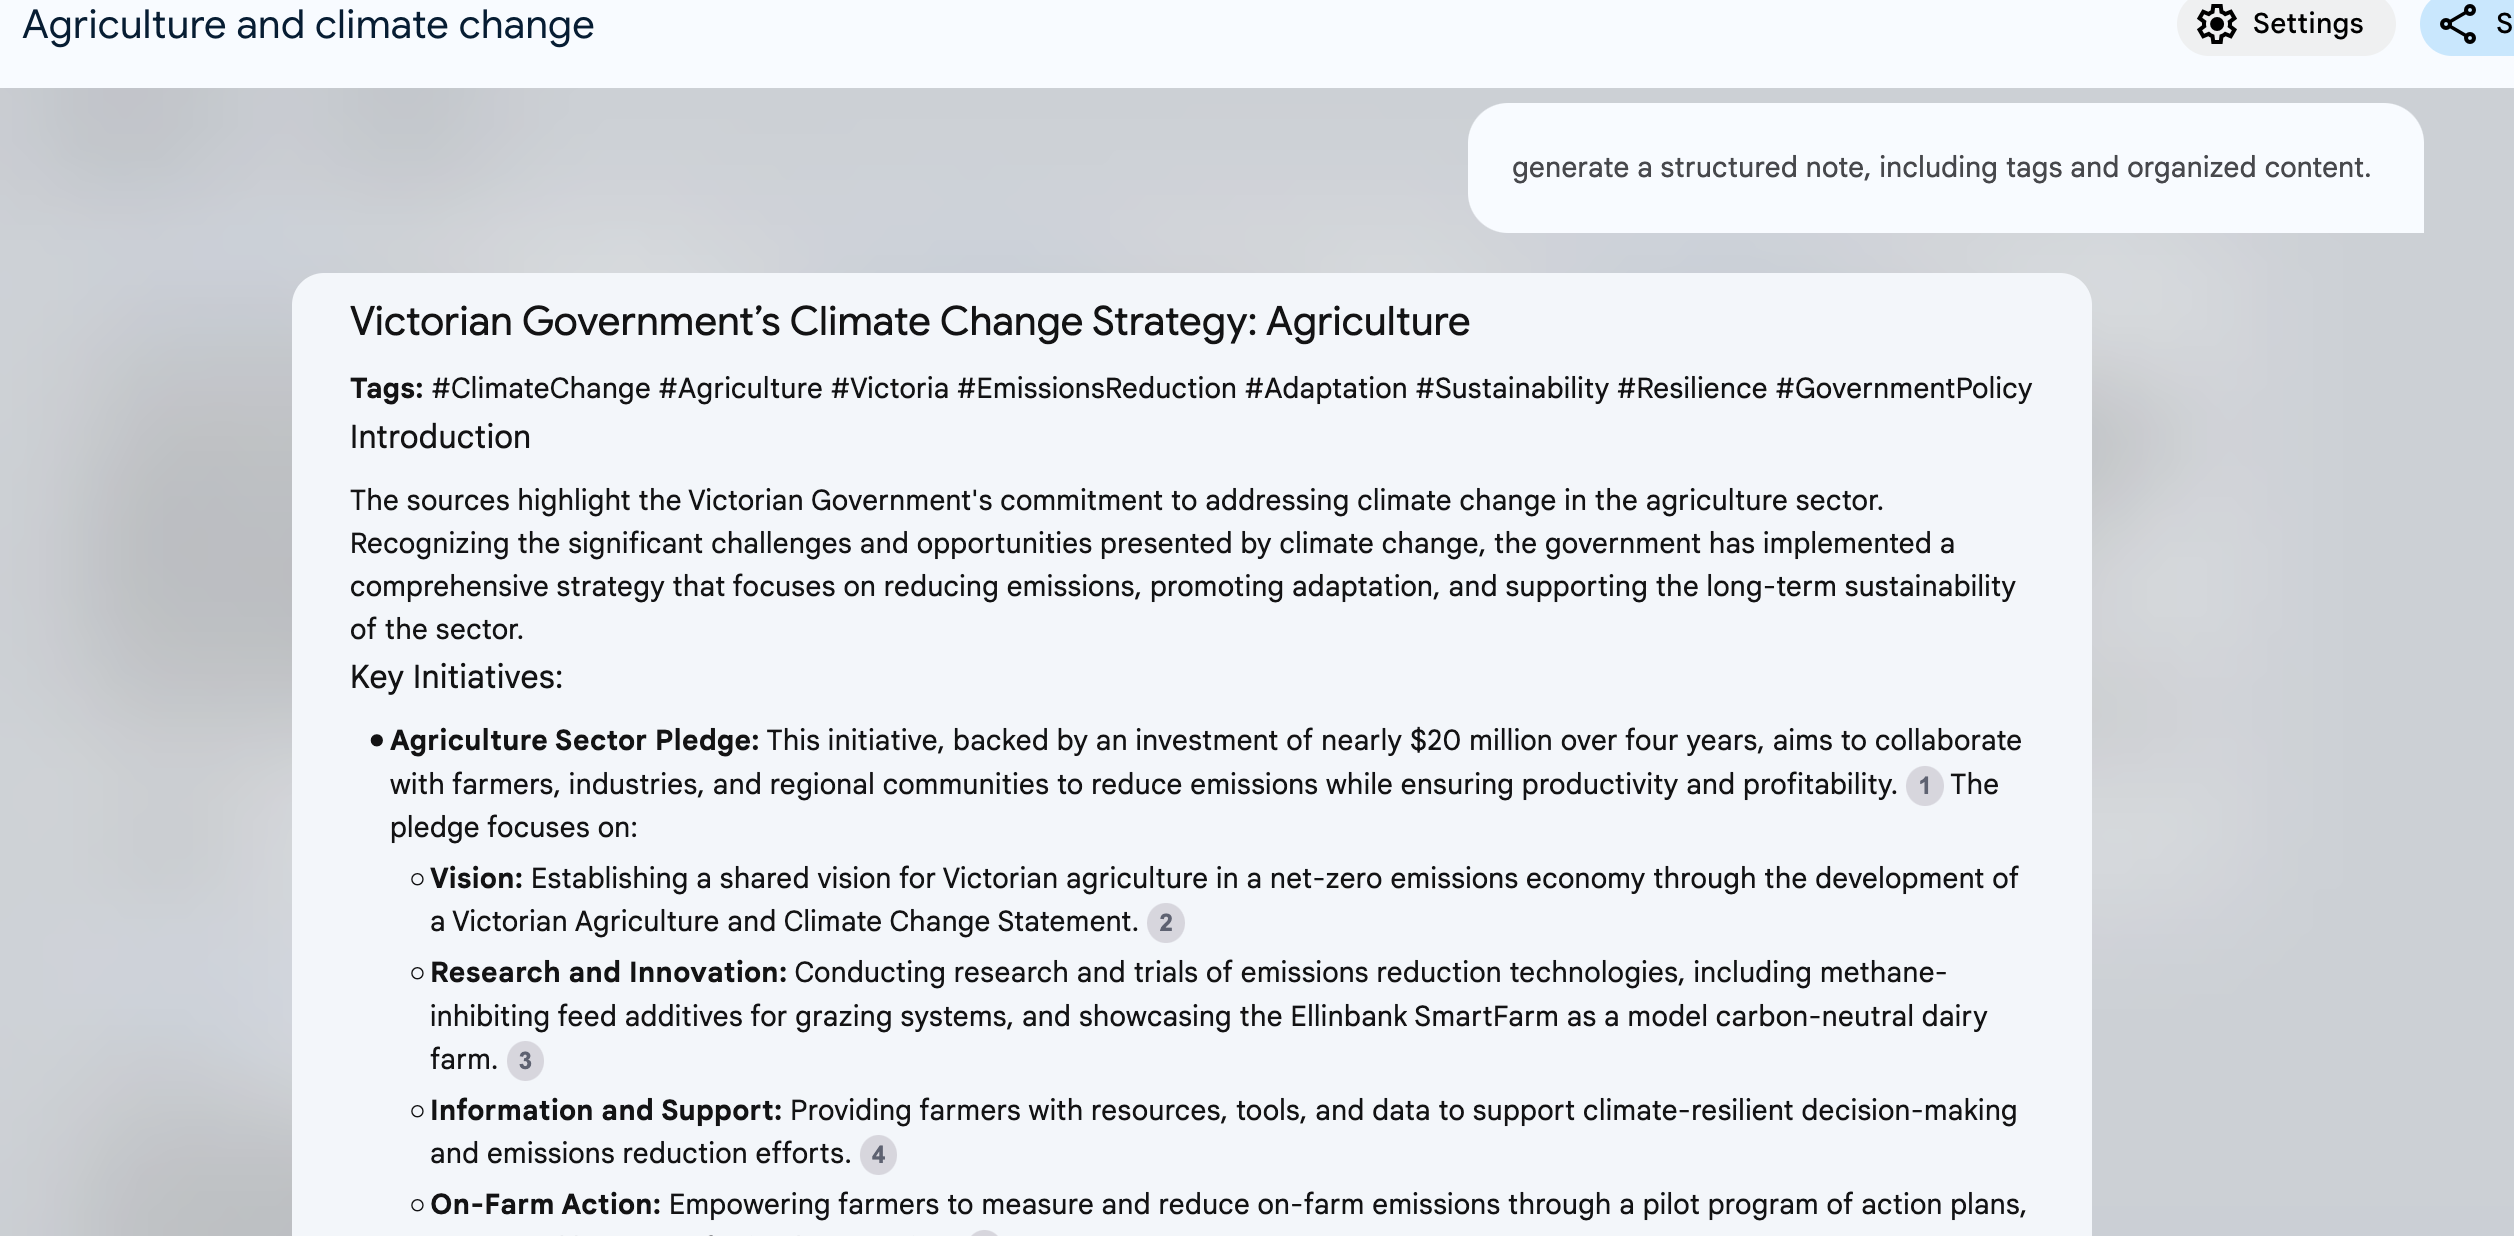 Agriculture and climate change
Settings
S
generate a structured note, including tags and organized content.
Victorian Government’s Climate Change Strategy: Agriculture
Tags: #ClimateChange #Agriculture #Victoria #EmissionsReduction #Adaptation #Sustainability #Resilience #GovernmentPolicy
Introduction
The sources highlight the Victorian Government's commitment to addressing climate change in the agriculture sector.
Recognizing the significant challenges and opportunities presented by climate change, the government has implemented a
comprehensive strategy that focuses on reducing emissions, promoting adaptation, and supporting the long-term sustainability
of the sector.
Key Initiatives:
● Agriculture Sector Pledge: This initiative, backed by an investment of nearly $20 million over four years, aims to collaborate
with farmers, industries, and regional communities to reduce emissions while ensuring productivity and profitability. 1 The
pledge focuses on:
○ Vision: Establishing a shared vision for Victorian agriculture in a net-zero emissions economy through the development of
a Victorian Agriculture and Climate Change Statement. 2
○ Research and Innovation: Conducting research and trials of emissions reduction technologies, including methane-
inhibiting feed additives for grazing systems, and showcasing the Ellinbank SmartFarm as a model carbon-neutral dairy
farm. 3
○ Information and Support: Providing farmers with resources, tools, and data to support climate-resilient decision-making
and emissions reduction efforts. 4
○ On-Farm Action: Empowering farmers to measure and reduce on-farm emissions through a pilot program of action plans,